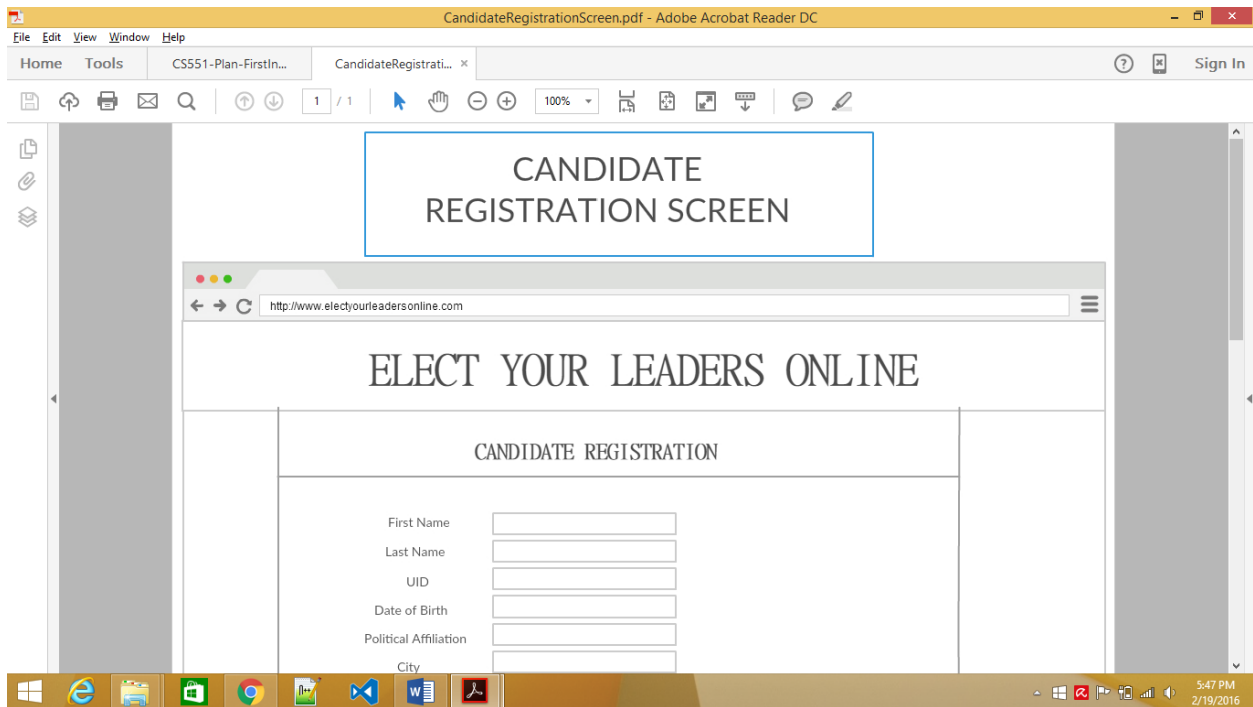 CandidateRegistrationScreen.pdf - Adobe Acrobat Reader DC
File Edit View Window Help
Home Tools CS551-Plan-FirstIn... CandidateRegistrati... × Sign In
1 / 1 100%
CANDIDATE
REGISTRATION SCREEN
http://www.electyourleadersonline.com
ELECT YOUR LEADERS ONLINE
CANDIDATE REGISTRATION
First Name
Last Name
UID
Date of Birth
Political Affiliation
City
5:47 PM
2/19/2016